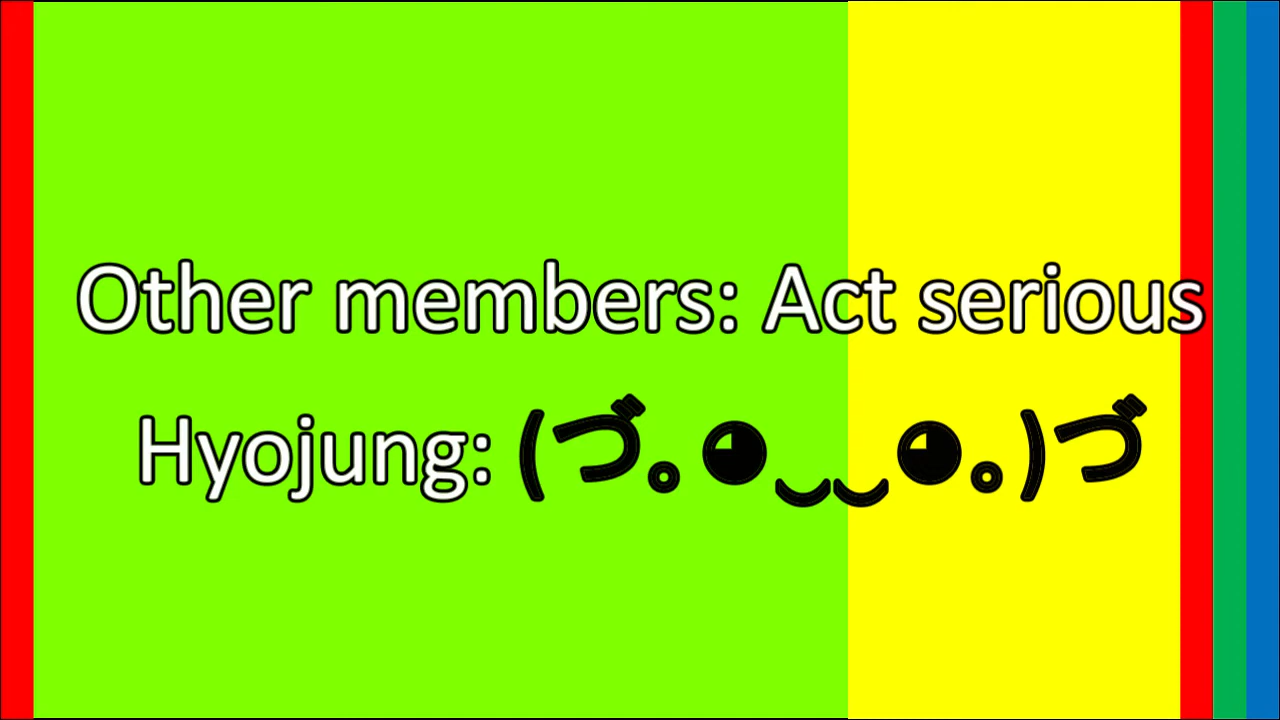 Other members: Act serious
Hyojung: (づ｡◕‿‿◕｡)づ